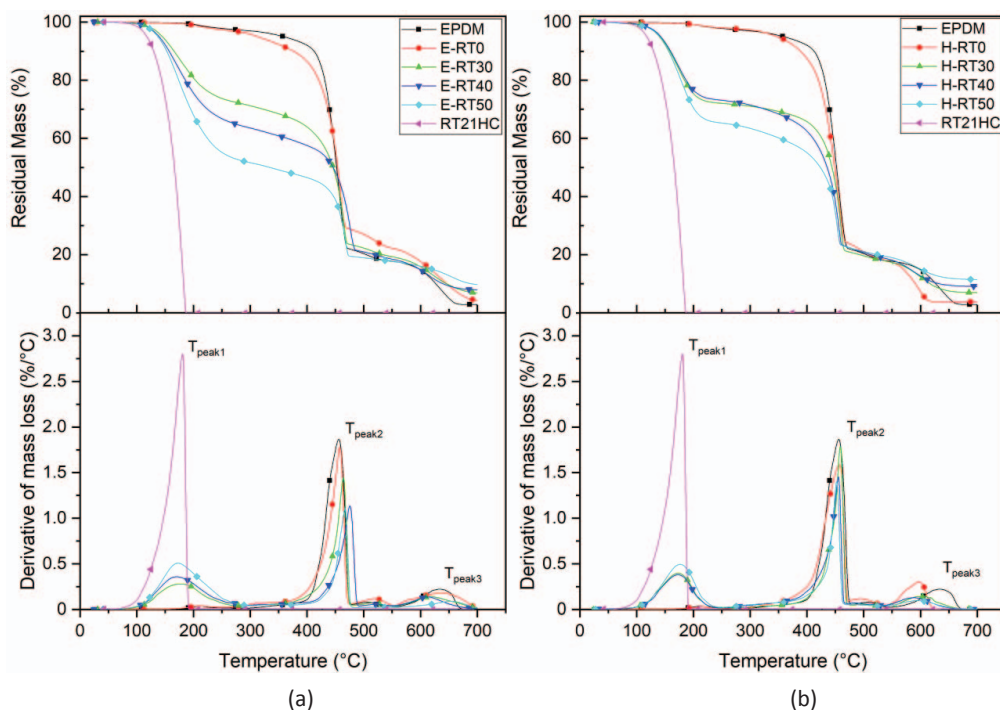 100
80
60
40
20
0
Residual Mass (%)
EPDM
E-RT0
E-RT30
E-RT40
E-RT50
RT21HC
3.0
2.5
2.0
1.5
1.0
0.5
0
Derivative of mass loss (%/°C)
Tpeak1
Tpeak2
Tpeak3
0 100 200 300 400 500 600 700
Temperature (°C)
(a)
100
80
60
40
20
0
Residual Mass (%)
EPDM
H-RT0
H-RT30
H-RT40
H-RT50
RT21HC
3.0
2.5
2.0
1.5
1.0
0.5
0
Derivative of mass loss (%/°C)
Tpeak1
Tpeak2
Tpeak3
0 100 200 300 400 500 600 700
Temperature (°C)
(b)